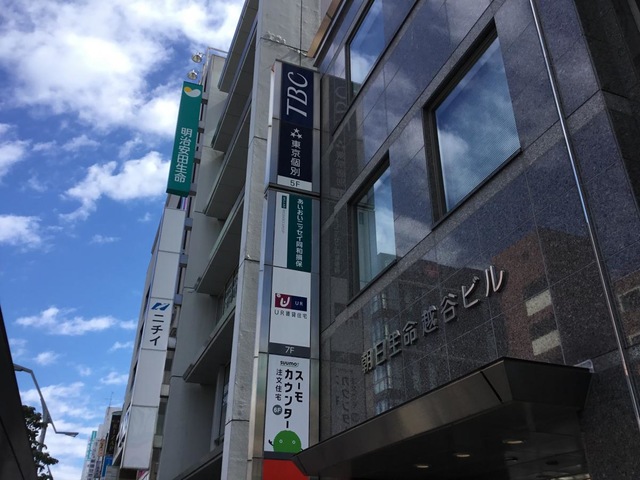 明治安田生命
ニチイ
TBC
東京個別
5F
あいおいニッセイ同和損保
UR
UR賃貸住宅
7F
suumo
スーモ
カウンター
注文住宅
朝日生命越谷ビル